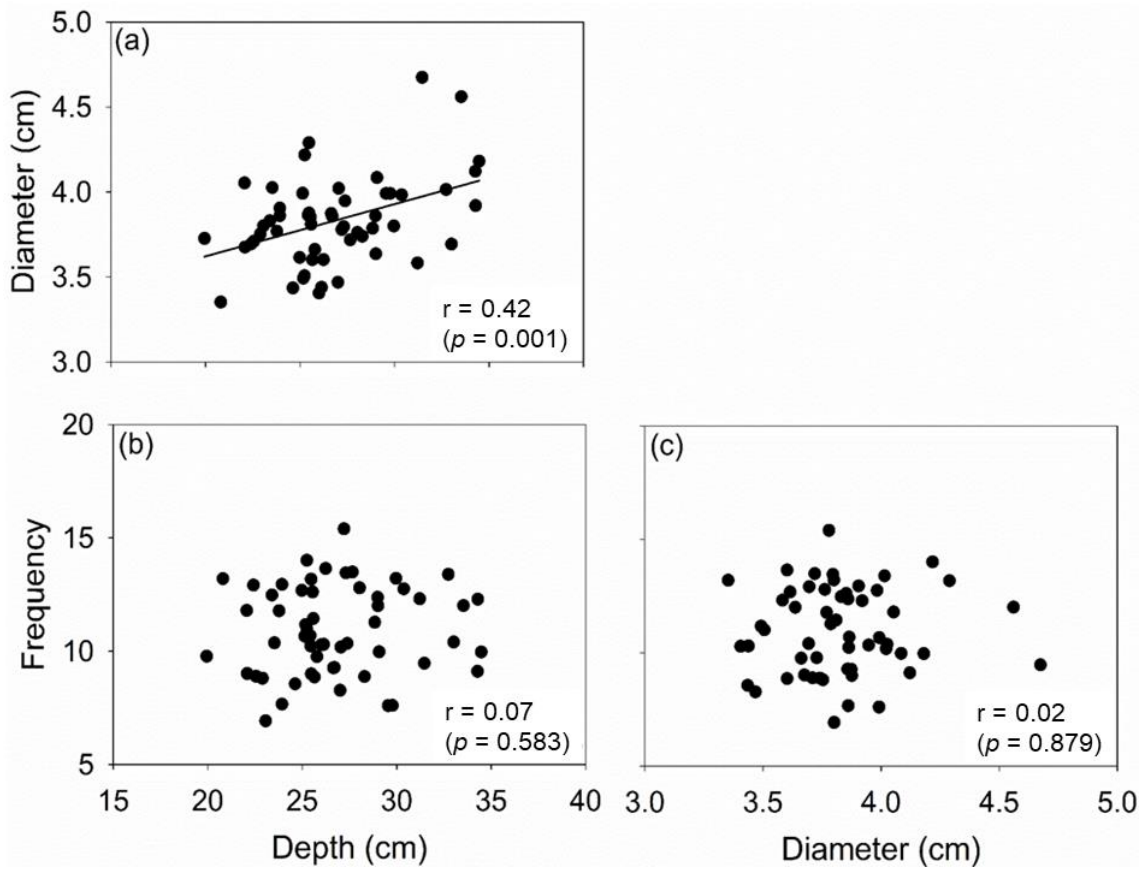 (a)
5.0
4.5
4.0
3.5
3.0
Diameter (cm)
r = 0.42
(p = 0.001)
(b)
20
15
10
5
Frequency
r = 0.07
(p = 0.583)
15 20 25 30 35 40
Depth (cm)
(c)
r = 0.02
(p = 0.879)
3.0 3.5 4.0 4.5 5.0
Diameter (cm)